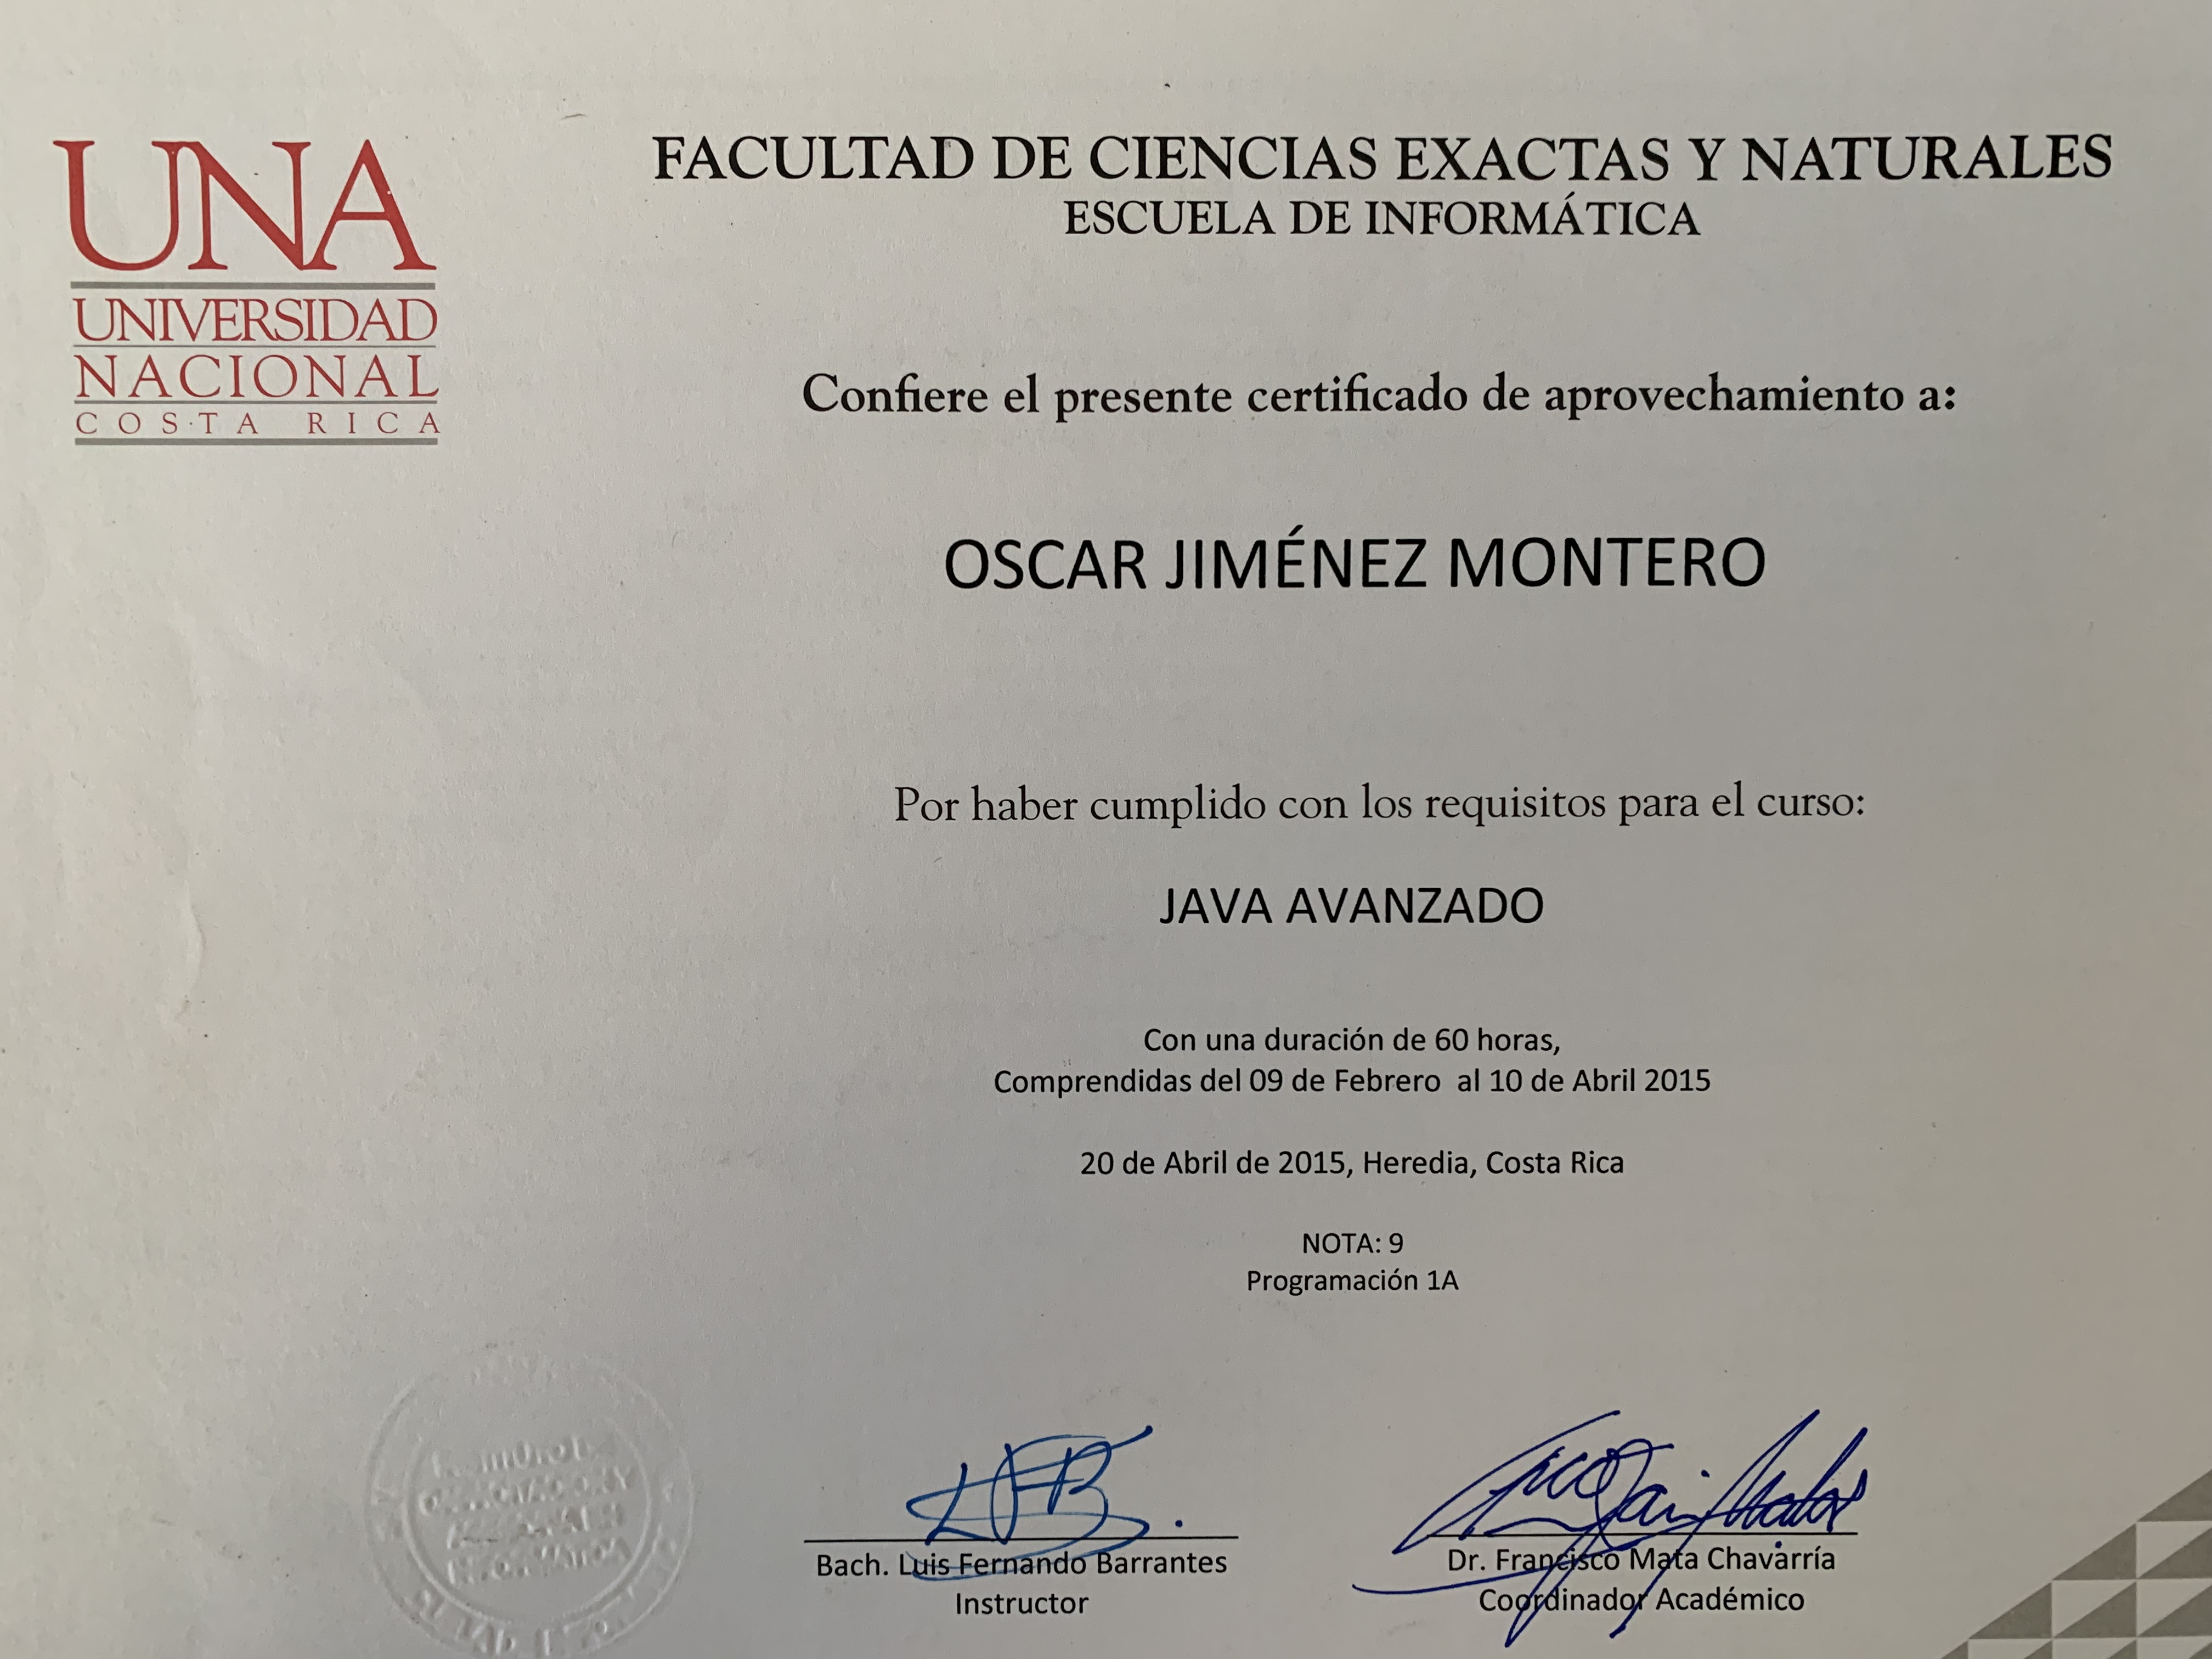 UNA
UNIVERSIDAD
NACIONAL
COSTA RICA
FACULTAD DE CIENCIAS EXACTAS Y NATURALES
ESCUELA DE INFORMÁTICA
Confiere el presente certificado de aprovechamiento a:
OSCAR JIMÉNEZ MONTERO
Por haber cumplido con los requisitos para el curso:
JAVA AVANZADO
Con una duración de 60 horas,
Comprendidas del 09 de Febrero al 10 de Abril 2015
20 de Abril de 2015, Heredia, Costa Rica
NOTA: 9
Programación 1A
Bach. Luis Fernando Barrantes
Instructor
Dr. Francisco Mata Chavarría
Coordinador Académico